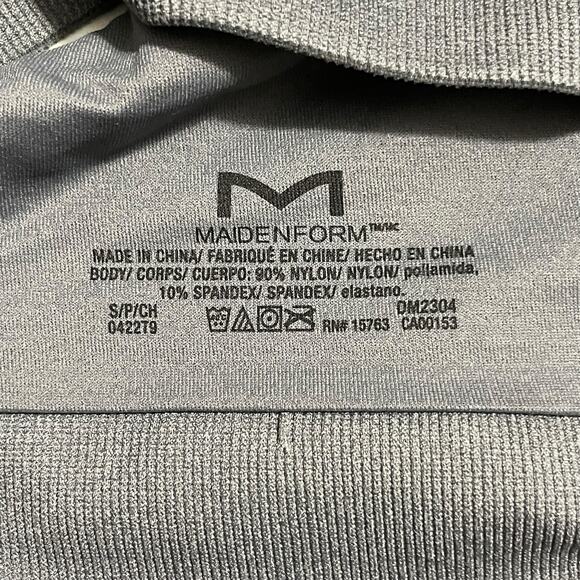 M
MAIDENFORM™/MC
MADE IN CHINA/ FABRIQUÉ EN CHINE/ HECHO EN CHINA
BODY/ CORPS/ CUERPO: 90% NYLON/ NYLON/ poliamida,
10% SPANDEX/ SPANDEX/ elastano.
S/P/CH
0422T9
RN# 15763
DM2304
CA00153